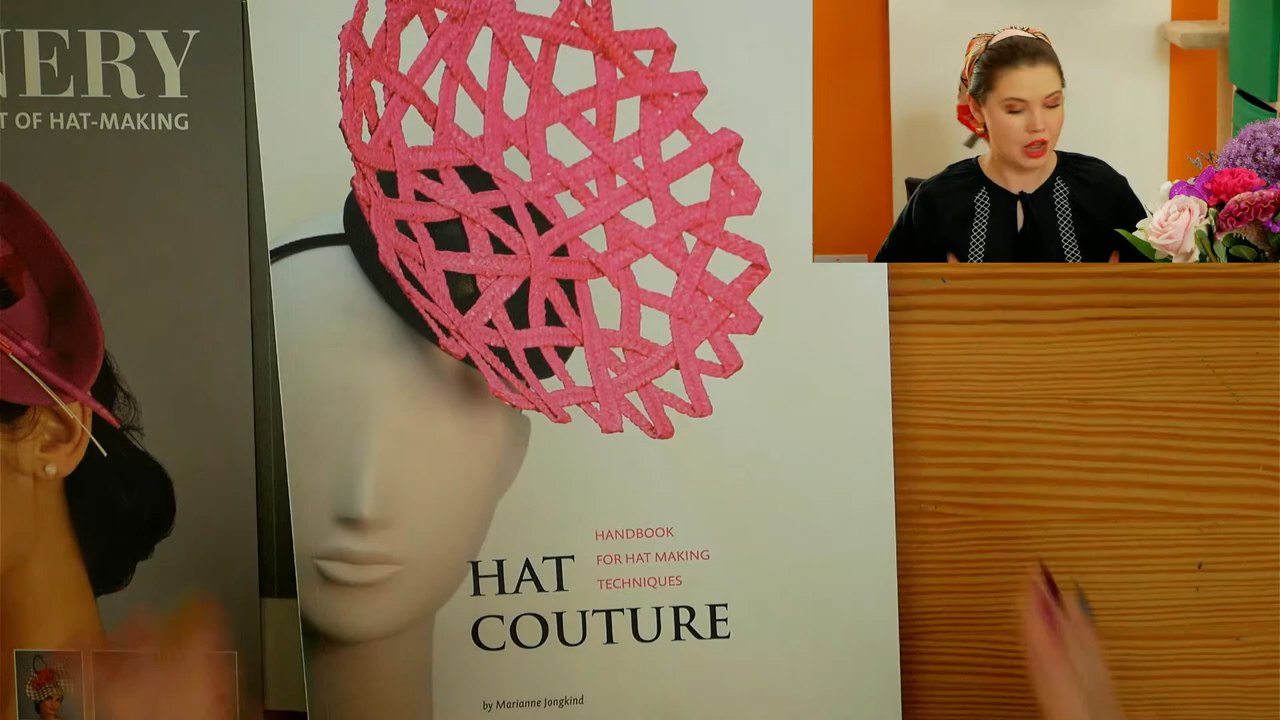 NERY
T OF HAT-MAKING
HANDBOOK
FOR HAT MAKING
TECHNIQUES
HAT
COUTURE
by Marianne Jongkind